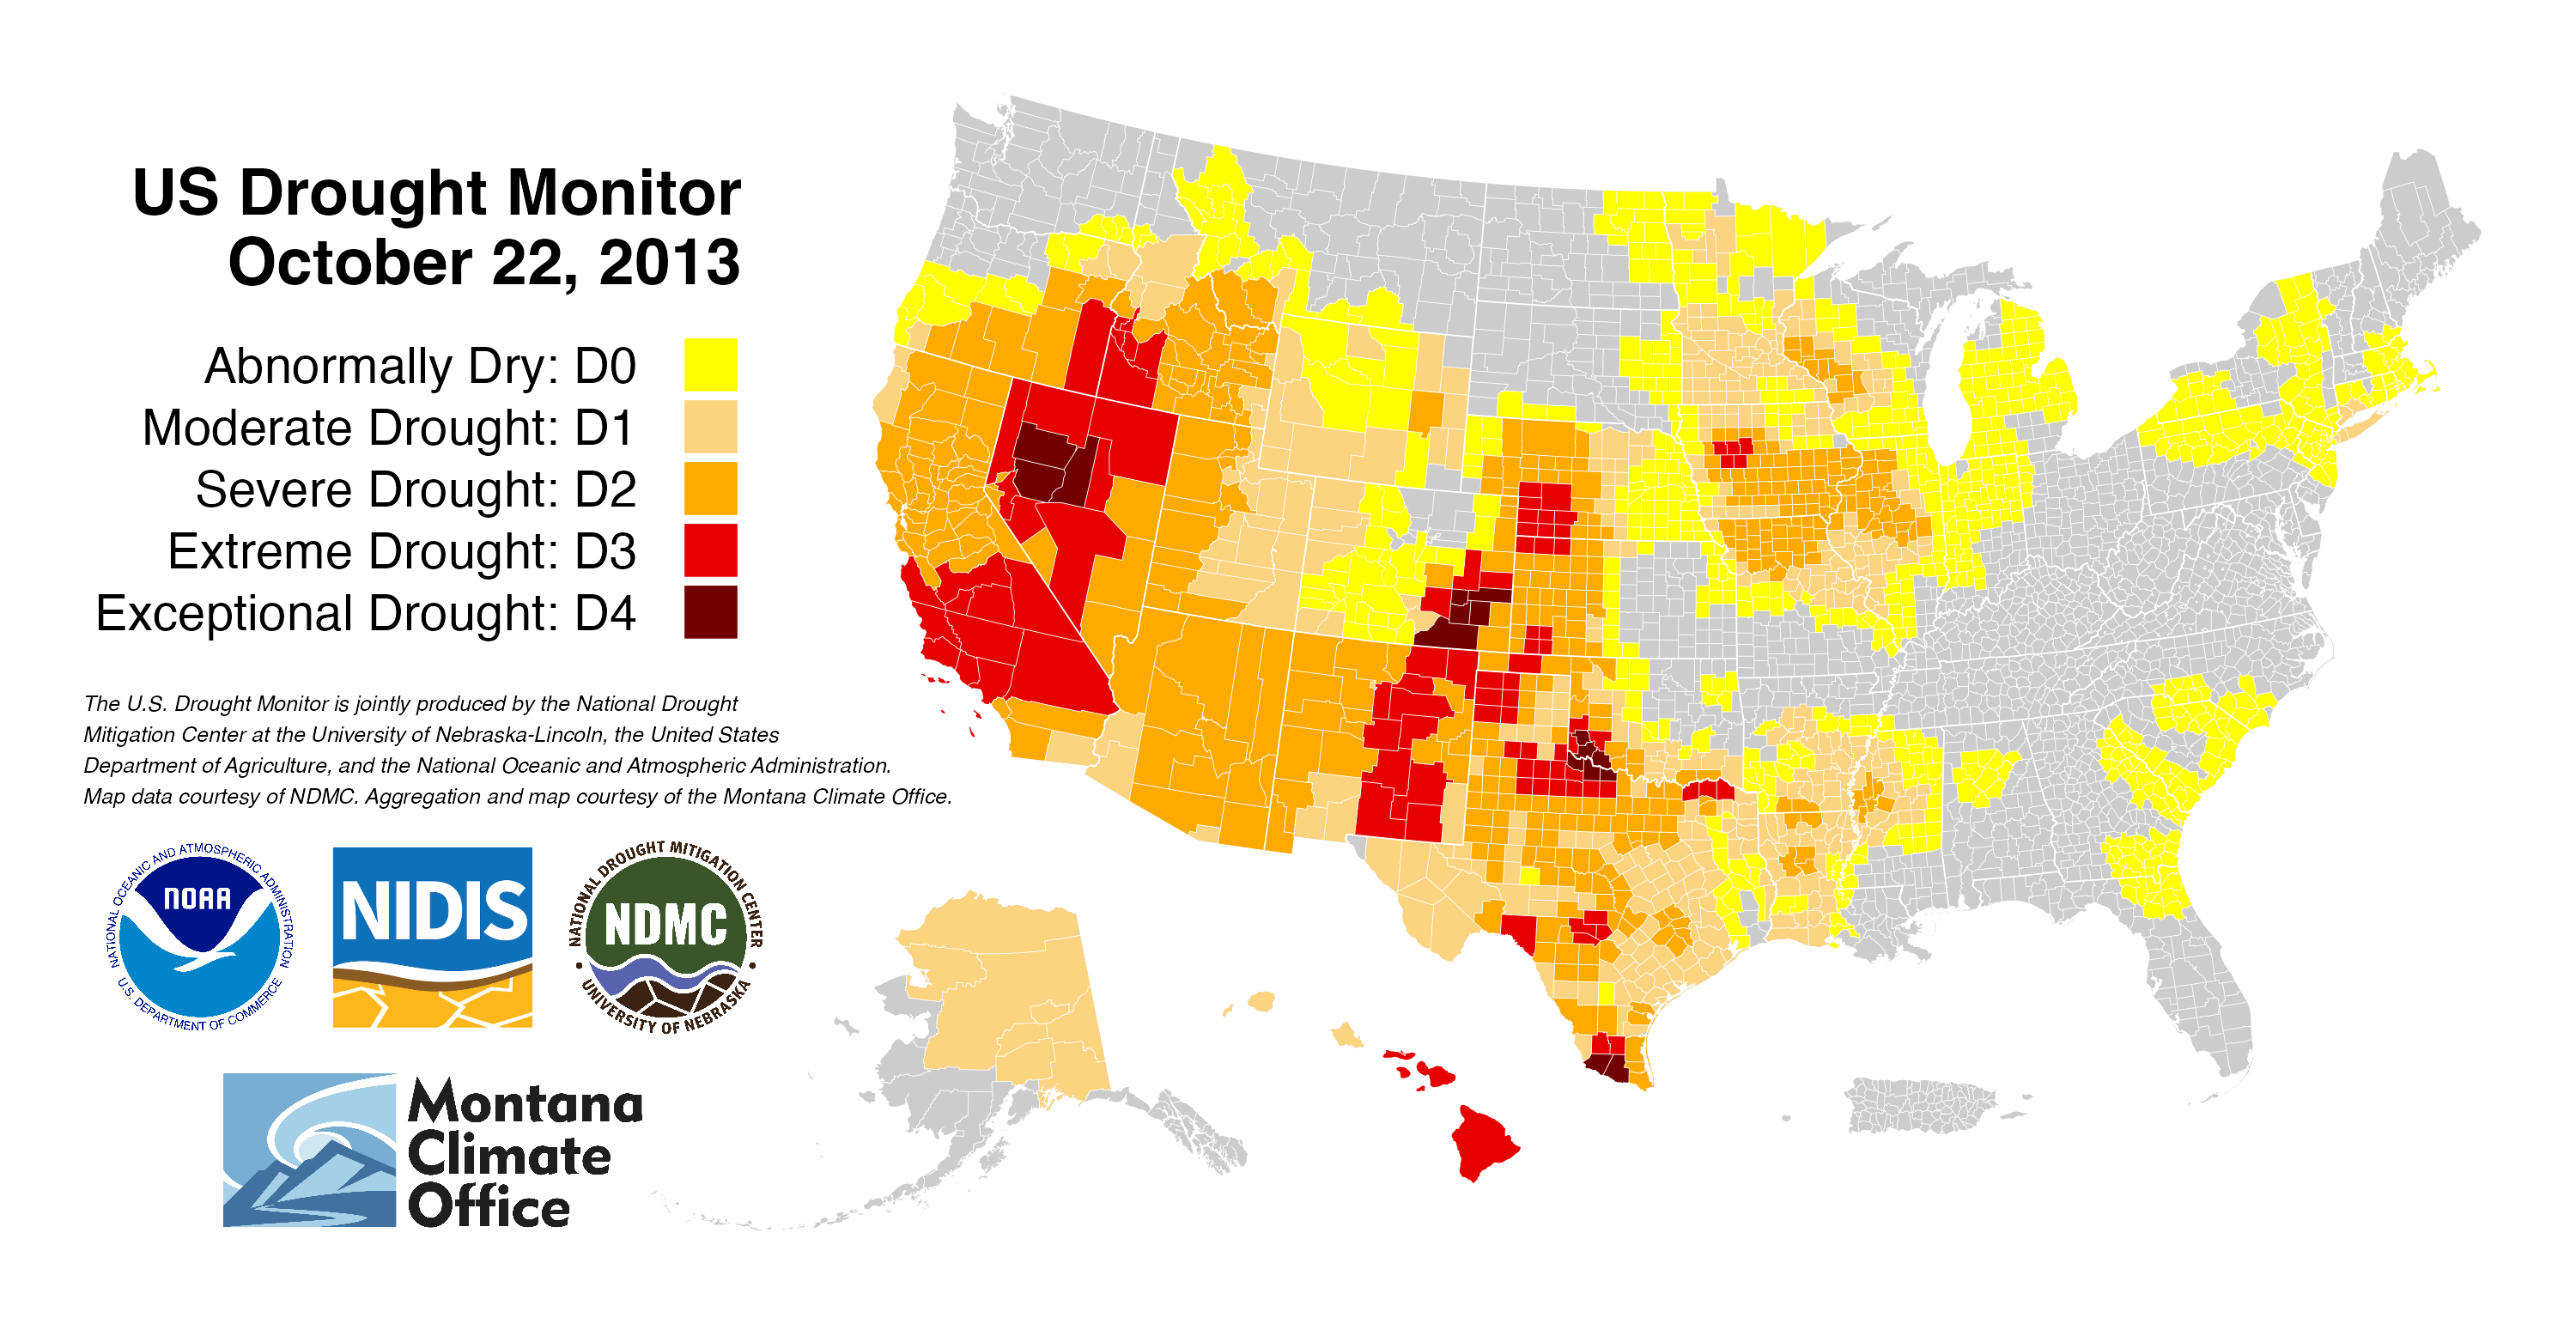 US Drought Monitor
October 22, 2013
Abnormally Dry: D0
Moderate Drought: D1
Severe Drought: D2
Extreme Drought: D3
Exceptional Drought: D4
The U.S. Drought Monitor is jointly produced by the National Drought
Mitigation Center at the University of Nebraska-Lincoln, the United States
Department of Agriculture, and the National Oceanic and Atmospheric Administration.
Map data courtesy of NDMC. Aggregation and map courtesy of the Montana Climate Office.
NATIONAL OCEANIC AND ATMOSPHERIC ADMINISTRATION
NOAA
U.S. DEPARTMENT OF COMMERCE
NIDIS
NATIONAL DROUGHT MITIGATION CENTER
NDMC
UNIVERSITY OF NEBRASKA
Montana
Climate
Office